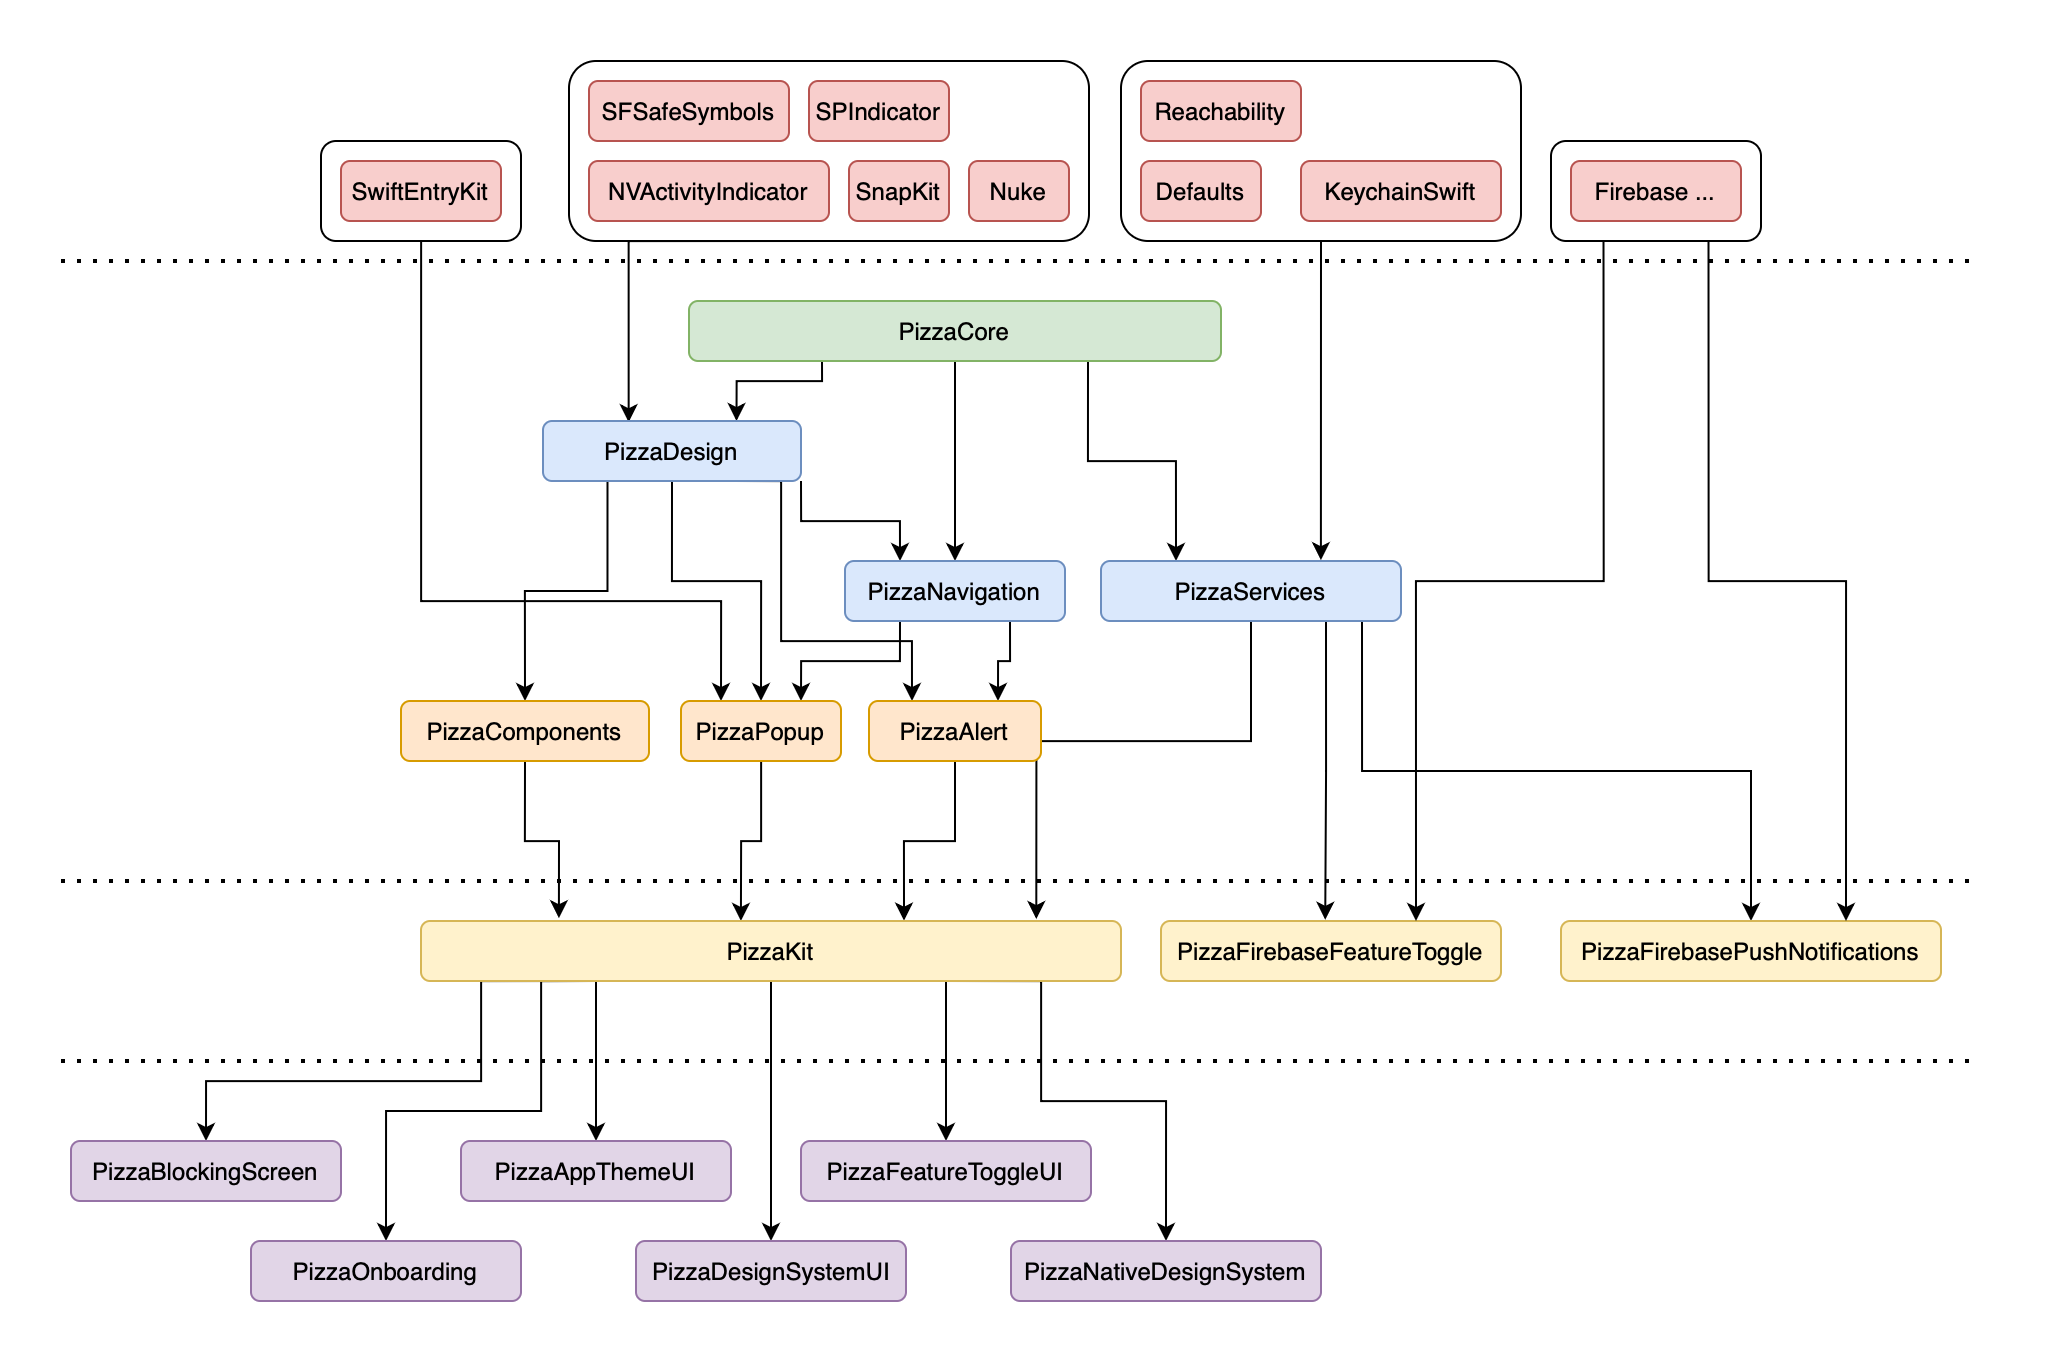 SFSafeSymbols
SPIndicator
Reachability
SwiftEntryKit
NVActivityIndicator
SnapKit
Nuke
Defaults
KeychainSwift
Firebase ...
PizzaCore
PizzaDesign
PizzaNavigation
PizzaServices
PizzaComponents
PizzaPopup
PizzaAlert
PizzaKit
PizzaFirebaseFeatureToggle
PizzaFirebasePushNotifications
PizzaBlockingScreen
PizzaAppThemeUI
PizzaFeatureToggleUI
PizzaOnboarding
PizzaDesignSystemUI
PizzaNativeDesignSystem